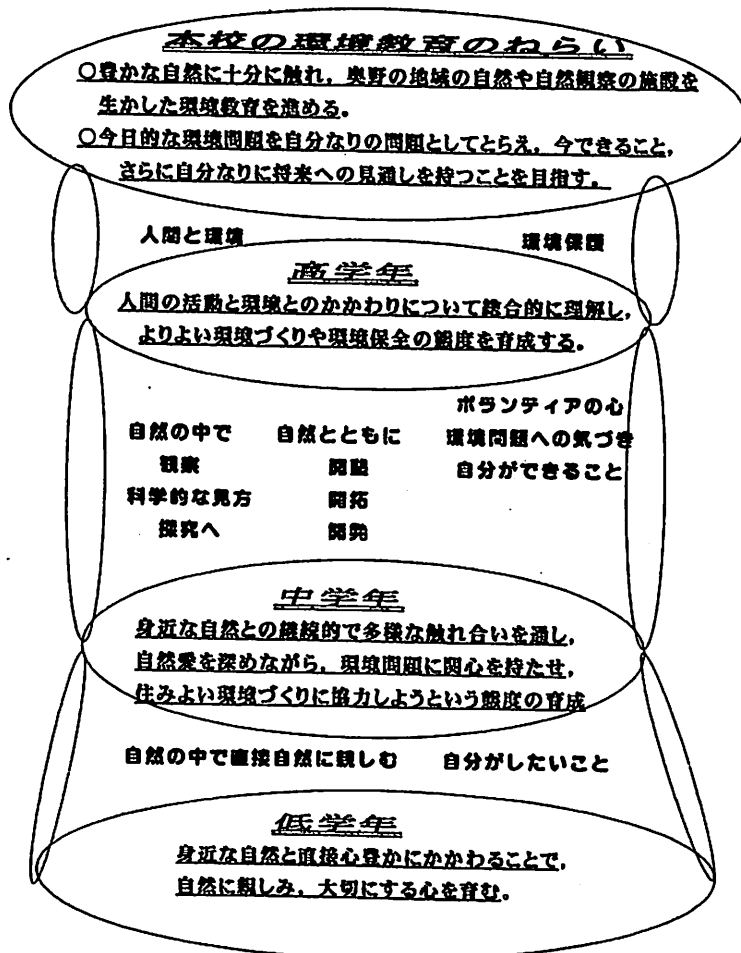 本校の環境教育のねらい
○豊かな自然に十分に触れ，奥野の地域の自然や自然観察の施設を
生かした環境教育を進める。
○今日的な環境問題を自分なりの問題としてとらえ，今できること，
さらに自分なりに将来への見通しを持つことを目指す。
人間と環境
環境保護
高学年
人間の活動と環境とのかかわりについて総合的に理解し，
よりよい環境づくりや環境保全の態度を育成する。
自然の中で
観察
科学的な見方
探究へ
自然とともに
開拓
開発
ボランティアの心
環境問題への気づき
自分ができること
中学年
身近な自然との継続的で多様な触れ合いを通し，
自然愛を深めながら，環境問題に関心を持たせ，
住みよい環境づくりに協力しようという態度の育成
自然の中で直接自然に親しむ
自分がしたいこと
低学年
身近な自然と直接心豊かにかかわることで，
自然に親しみ，大切にする心を育む。